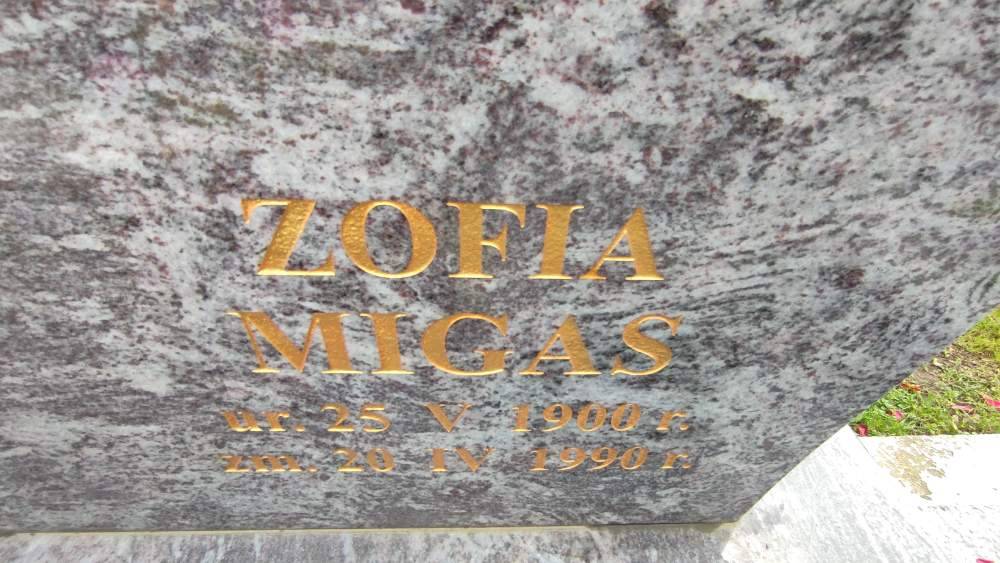 ZOFIA
MIGAS
ur. 25 V 1900 r.
zm. 20 IV 1990 r.